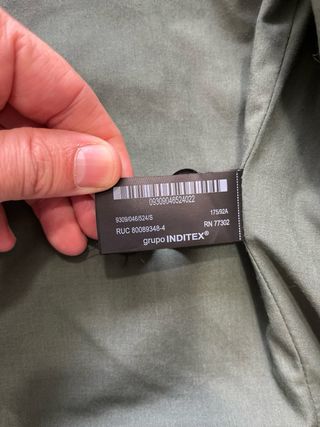 09309046524022
9309/046/524/S 175/92A
RUC 80089348-4 RN 77302
grupo INDITEX®